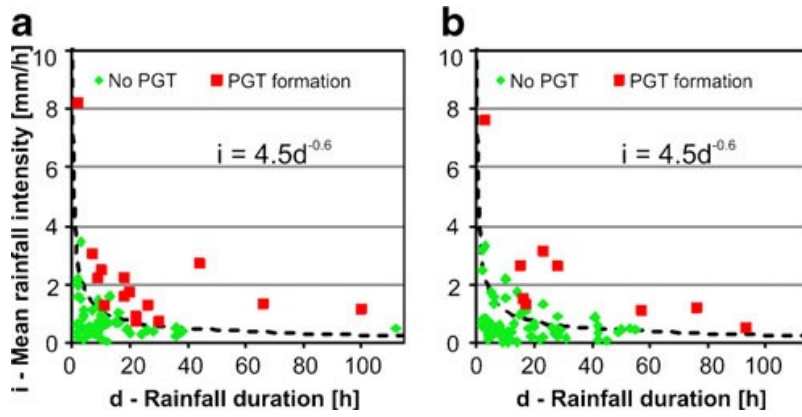 a
i - Mean rainfall intensity [mm/h]
10
8
6
4
2
0
No PGT
PGT formation
i = 4.5d^-0.6
0 20 40 60 80 100
d - Rainfall duration [h]
b
10
8
6
4
2
0
No PGT
PGT formation
i = 4.5d^-0.6
0 20 40 60 80 100
d - Rainfall duration [h]